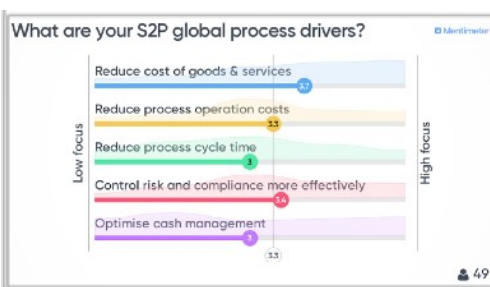 What are your S2P global process drivers?
Mentimeter
Reduce cost of goods & services
3.7
Reduce process operation costs
3.3
Reduce process cycle time
3
Control risk and compliance more effectively
3.4
Optimise cash management
3
3.3
Low focus
High focus
49